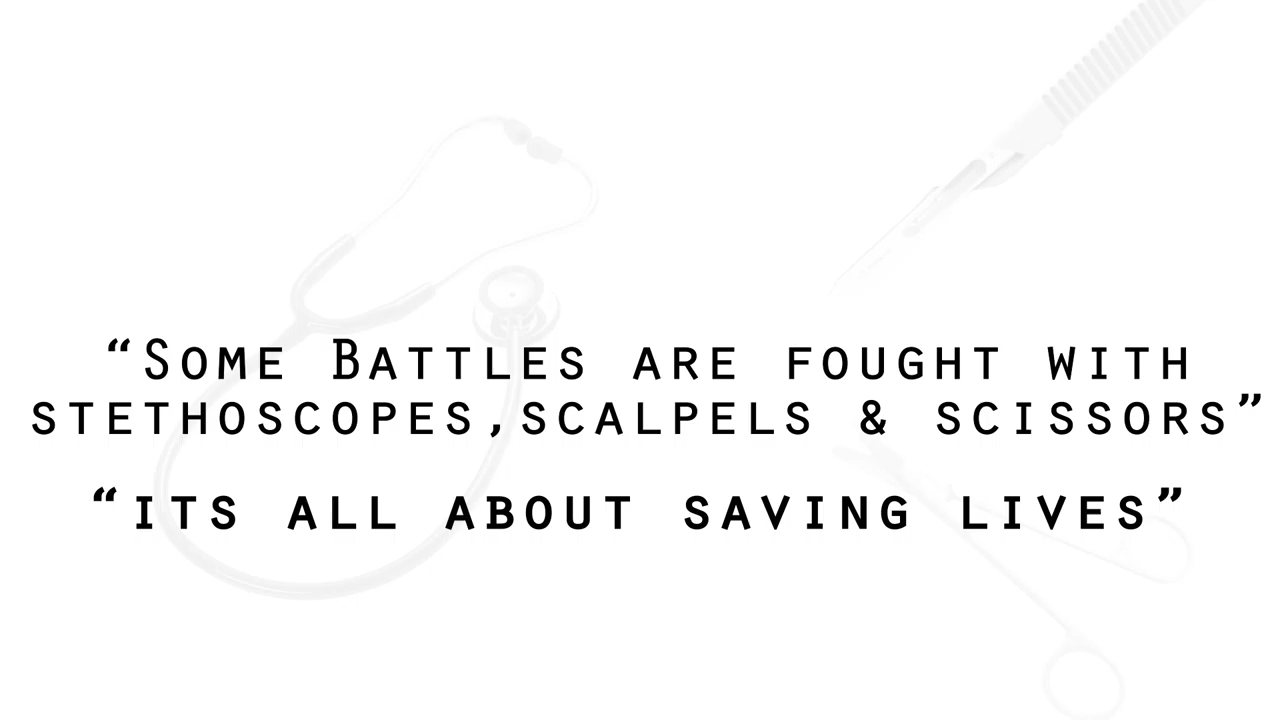 “Some Battles are fought with
stethoscopes,scalpels & scissors”
“its all about saving lives”